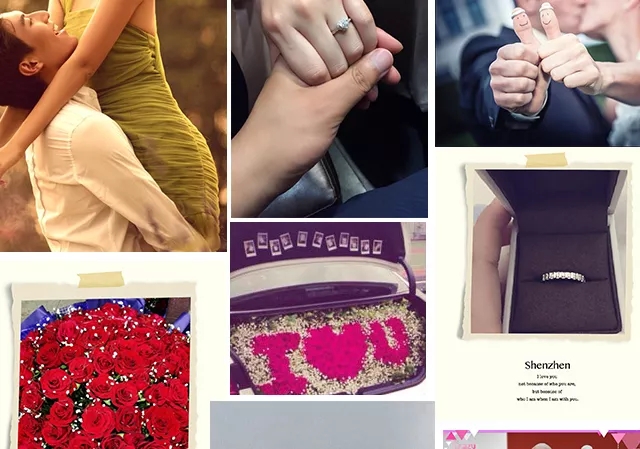 I U
Shenzhen
I love you
not because of who you are,
but because of
who I am when I am with you.